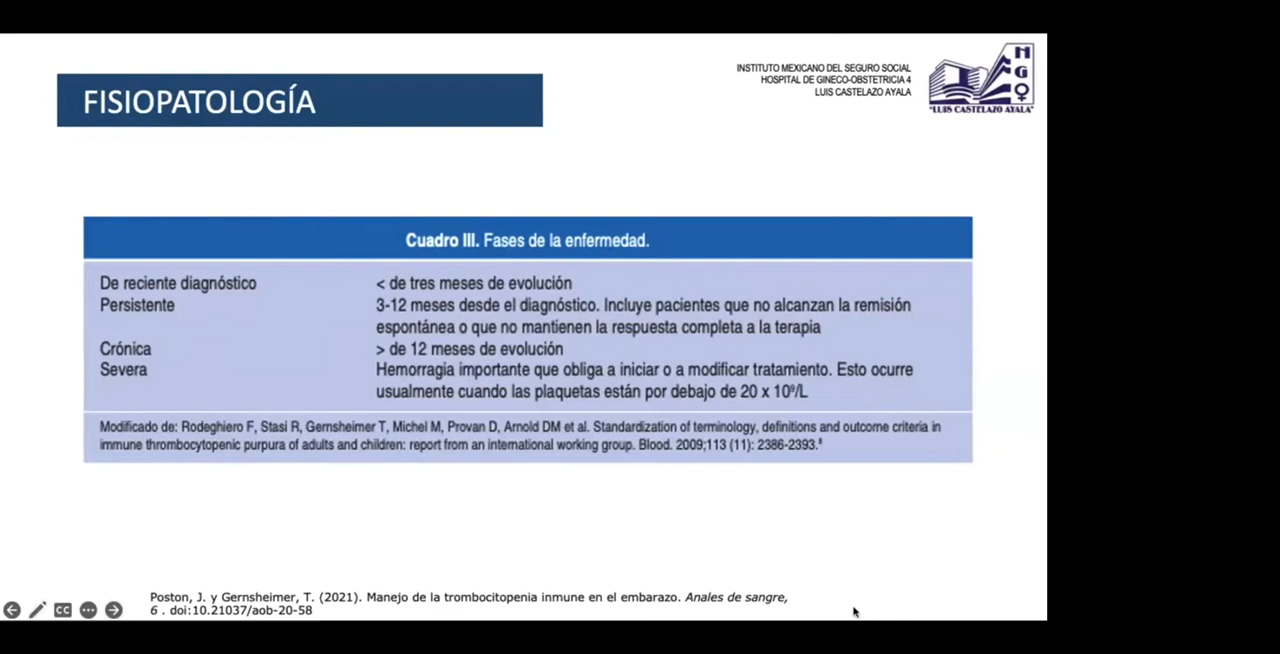 INSTITUTO MEXICANO DEL SEGURO SOCIAL
HOSPITAL DE GINECO-OBSTETRICIA 4
LUIS CASTELAZO AYALA
H
G
O
"LUIS CASTELAZO AYALA"
FISIOPATOLOGÍA
Cuadro III. Fases de la enfermedad.
De reciente diagnóstico < de tres meses de evolución
Persistente 3-12 meses desde el diagnóstico. Incluye pacientes que no alcanzan la remisión
espontánea o que no mantienen la respuesta completa a la terapia
Crónica > de 12 meses de evolución
Severa Hemorragia importante que obliga a iniciar o a modificar tratamiento. Esto ocurre
usualmente cuando las plaquetas están por debajo de 20 x 10⁹/L
Modificado de: Rodeghiero F, Stasi R, Gernsheimer T, Michel M, Provan D, Arnold DM et al. Standardization of terminology, definitions and outcome criteria in
immune thrombocytopenic purpura of adults and children: report from an international working group. Blood. 2009;113 (11): 2386-2393.⁸
Poston, J. y Gernsheimer, T. (2021). Manejo de la trombocitopenia inmune en el embarazo. Anales de sangre,
6 . doi:10.21037/aob-20-58
CC